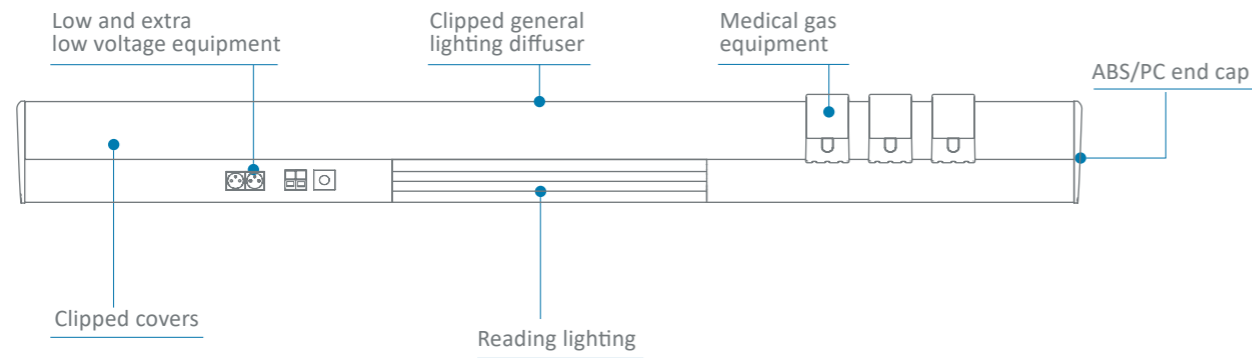 Low and extra
low voltage equipment
Clipped general
lighting diffuser
Medical gas
equipment
ABS/PC end cap
Clipped covers
Reading lighting